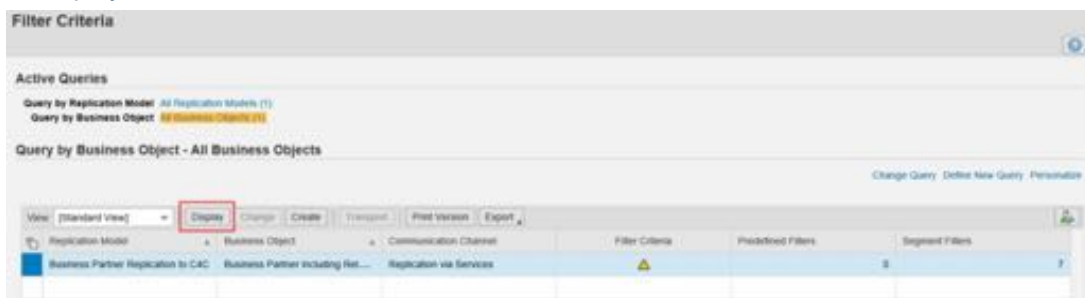 Filter Criteria
Active Queries
Query by Replication Model All Replication Models (1)
Query by Business Object All Business Objects (1)
Query by Business Object - All Business Objects
Change Query Define New Query Personalize
View [Standard View] Display Change Create Transport Print Version Export
Replication Model Business Object Communication Channel Filter Criteria Predefined Filters Segment Filters
Business Partner Replication to C4C Business Partner including Rel.... Replication via Services 0 7